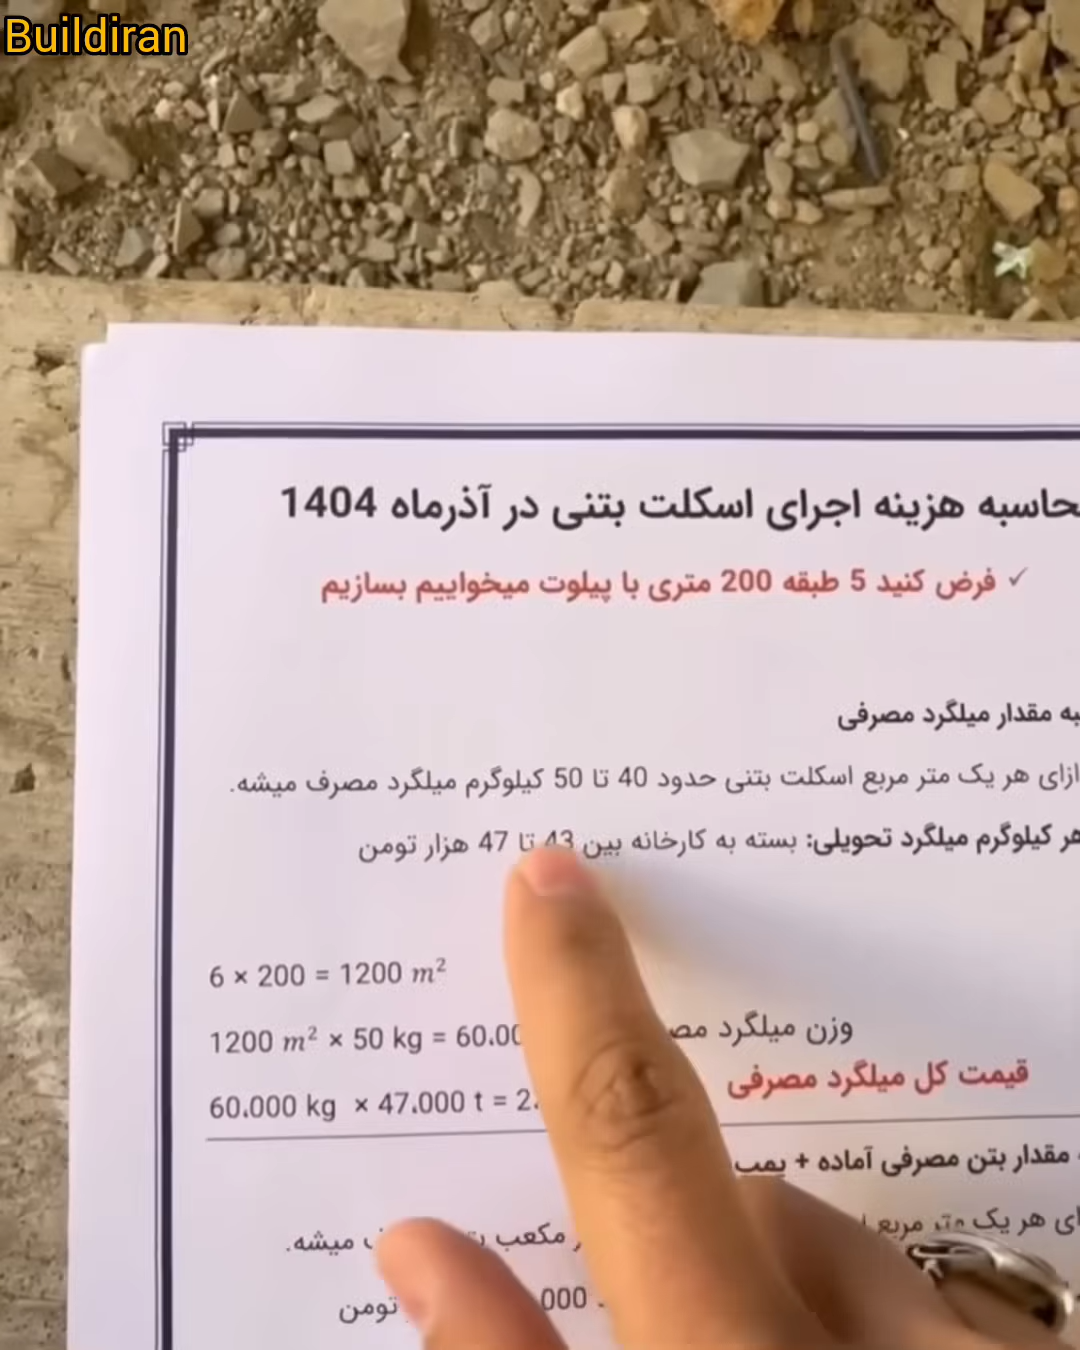 Buildiran
حاسبه هزینه اجرای اسکلت بتنی در آذرماه 1404
✓ فرض کنید 5 طبقه 200 متری با پیلوت میخواییم بسازیم
به مقدار میلگرد مصرفی
ازای هر یک متر مربع اسکلت بتنی حدود 40 تا 50 کیلوگرم میلگرد مصرف میشه.
هر کیلوگرم میلگرد تحویلی: بسته به کارخانه بین 43 تا 47 هزار تومن
6 × 200 = 1200 m²
1200 m² × 50 kg = 60.00
وزن میلگرد مص
60.000 kg × 47.000 t = 2.
قیمت کل میلگرد مصرفی
مقدار بتن مصرفی آماده + پمپ
ی هر یک متر مربع
مکعب
میشه.
000
تومن